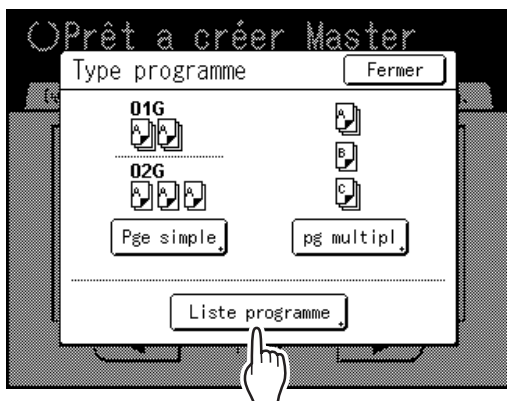 Prêt a créer Master
Type programme
Fermer
01G
A A
A
02G
B
A A A
C
Pge simple
pg multipl
Liste programme